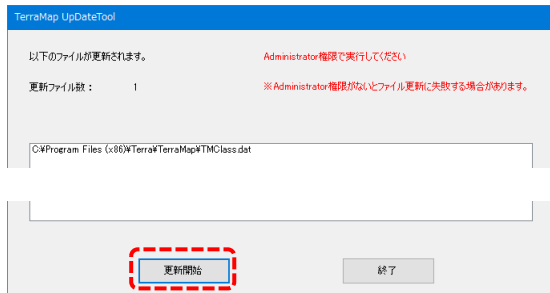 TerraMap UpDateTool
以下のファイルが更新されます。
Administrator権限で実行してください
更新ファイル数： 1
※Administrator権限がないとファイル更新に失敗する場合があります。
C:¥Program Files (x86)¥Terra¥TerraMap¥TMClass.dat
更新開始
終了